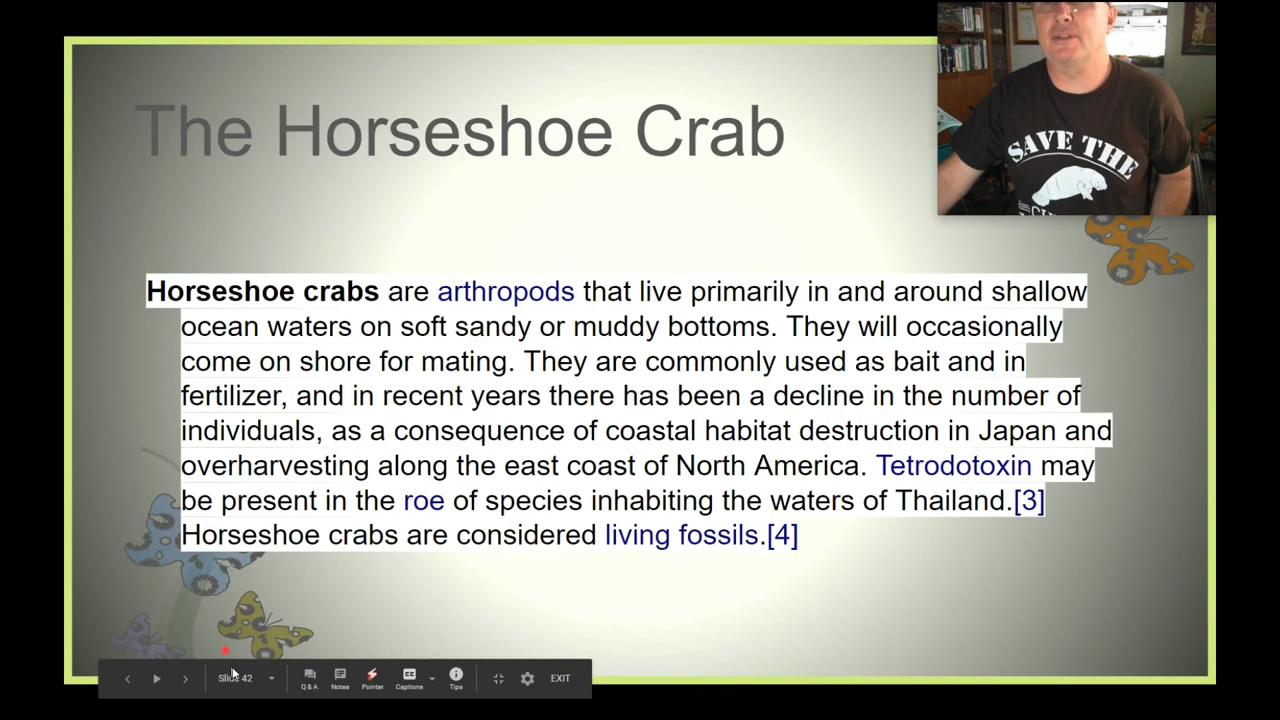 The Horseshoe Crab
SAVE THE
Horseshoe crabs are arthropods that live primarily in and around shallow
ocean waters on soft sandy or muddy bottoms. They will occasionally
come on shore for mating. They are commonly used as bait and in
fertilizer, and in recent years there has been a decline in the number of
individuals, as a consequence of coastal habitat destruction in Japan and
overharvesting along the east coast of North America. Tetrodotoxin may
be present in the roe of species inhabiting the waters of Thailand.[3]
Horseshoe crabs are considered living fossils.[4]
Slide 42
Q & A
Notes
Pointer
CC
Captions
Tips
EXIT